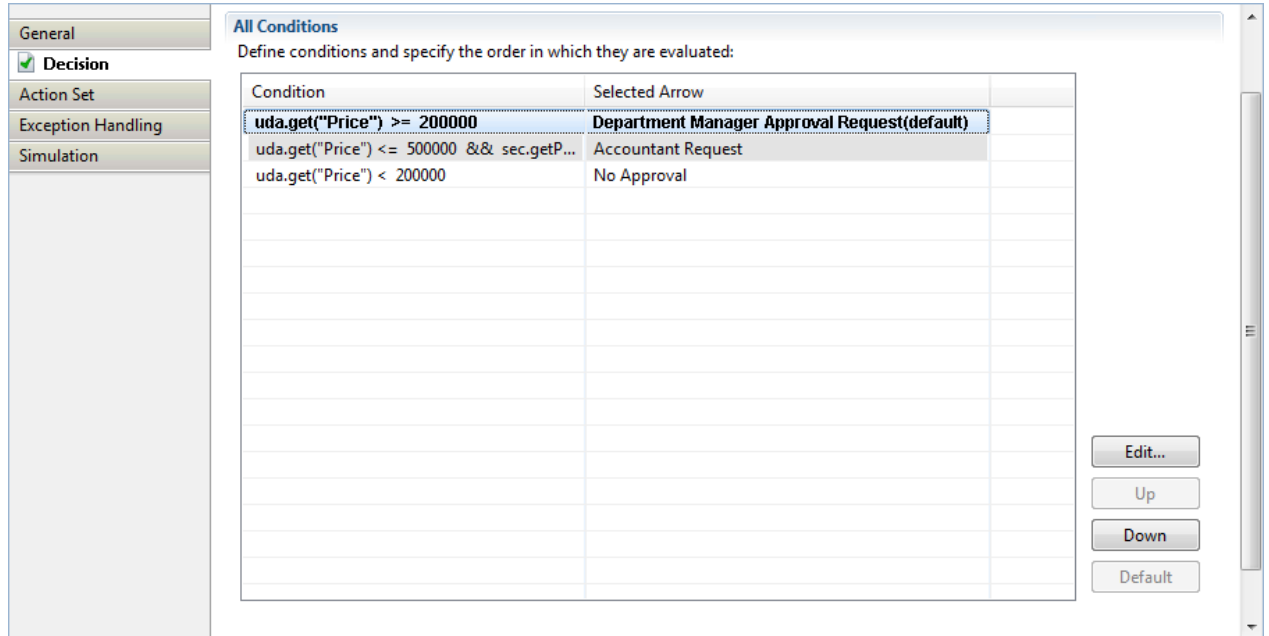 General
Decision
Action Set
Exception Handling
Simulation
All Conditions
Define conditions and specify the order in which they are evaluated:
Condition Selected Arrow
uda.get("Price") >= 200000 Department Manager Approval Request(default)
uda.get("Price") <= 500000 && sec.getP... Accountant Request
uda.get("Price") < 200000 No Approval
Edit...
Up
Down
Default